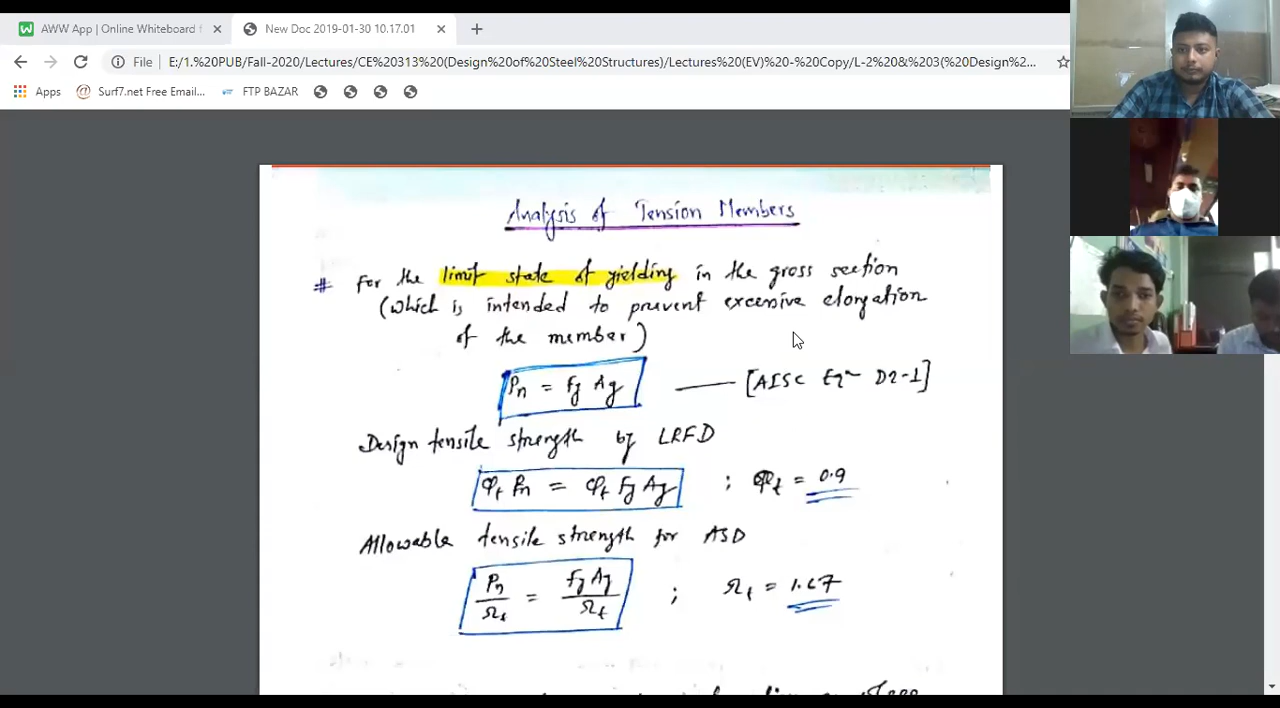 AWW App | Online Whiteboard f
New Doc 2019-01-30 10.17.01
File
E:/1.%20PUB/Fall-2020/Lectures/CE%20313%20(Design%20of%20Steel%20Structures)/Lectures%20(EV)%20-%20Copy/L-2%20&%203(%20Design%2...
Apps Surf7.net Free Email... FTP BAZAR
Analysis of Tension Members
# For the limit state of yielding in the gross section
(which is intended to prevent excessive elongation
of the member)
Pn = Fy Ag —— [AISC Eqn D2-1]
Design tensile strength by LRFD
φt Pn = φt Fy Ag ; φt = 0.9
Allowable tensile strength for ASD
Pn/Ωt = Fy Ag/Ωt ; Ωt = 1.67